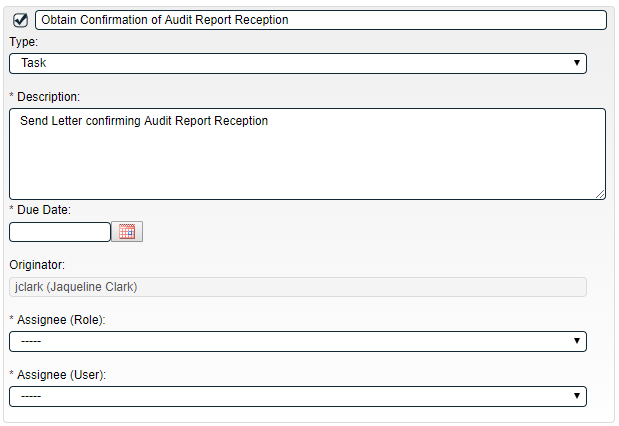 Obtain Confirmation of Audit Report Reception
Type:
Task
* Description:
Send Letter confirming Audit Report Reception
* Due Date:
Originator:
jclark (Jaqueline Clark)
* Assignee (Role):
-----
* Assignee (User):
-----